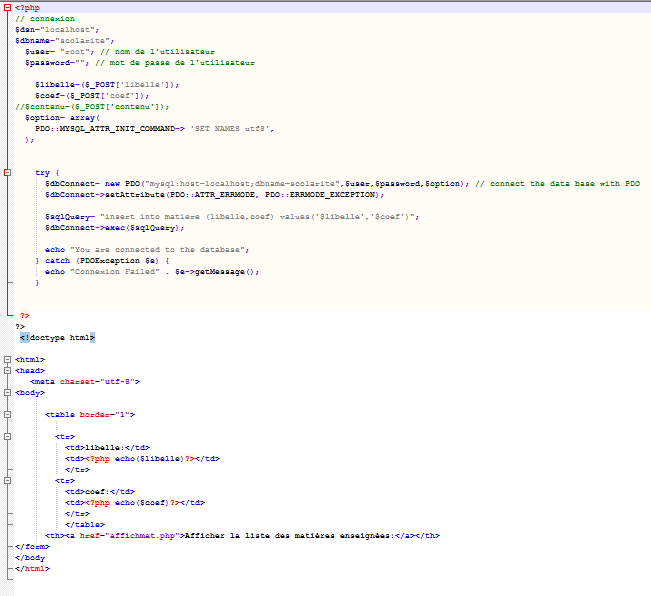 <?php
// connexion
$dsn="localhost";
$dbname="scolarite";
$user= "root"; // nom de l'utilisateur
$password=""; // mot de passe de l'utilisateur
$libelle=($_POST['libelle']);
$coef=($_POST['coef']);
//$contenu=($_POST['contenu']);
$option= array(
PDO::MYSQL_ATTR_INIT_COMMAND=> 'SET NAMES utf8',
);
try {
$dbConnect= new PDO("mysql:host=localhost;dbname=scolarite",$user,$password,$option); // connect the data base with PDO
$dbConnect->setAttribute(PDO::ATTR_ERRMODE, PDO::ERRMODE_EXCEPTION);
$sqlQuery= "insert into matiere (libelle,coef) values('$libelle','$coef')";
$dbConnect->exec($sqlQuery);
echo "You are connected to the database";
} catch (PDOException $e) {
echo "Connexion Failed" . $e->getMessage();
}
?>
?>
<!doctype html>
<html>
<head>
<meta charset="utf-8">
<body>
<table border="1">
<tr>
<td>libelle:</td>
<td><?php echo($libelle)?></td>
</tr>
<tr>
<td>coef:</td>
<td><?php echo($coef)?></td>
</tr>
</table>
<th><a href="affichmat.php">Afficher la liste des matières enseignées:</a></th>
</form>
</body
</html>